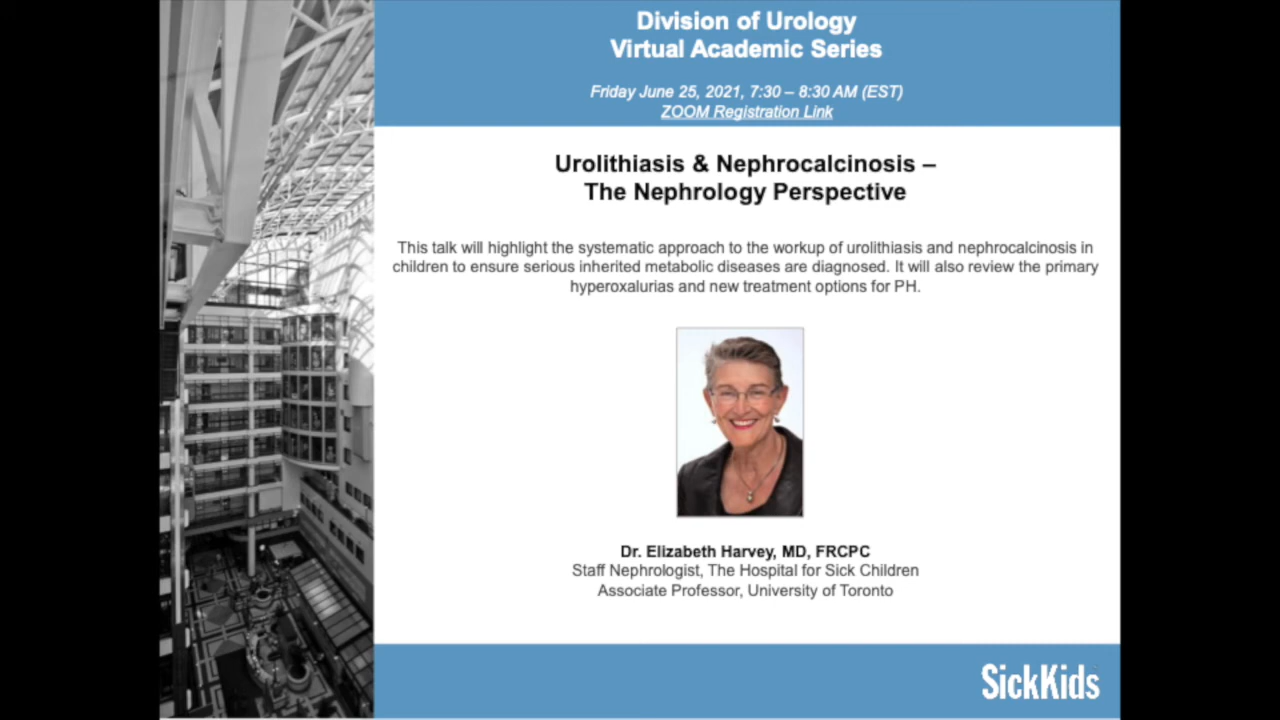 Division of Urology
Virtual Academic Series
Friday June 25, 2021, 7:30 – 8:30 AM (EST)
ZOOM Registration Link
Urolithiasis & Nephrocalcinosis –
The Nephrology Perspective
This talk will highlight the systematic approach to the workup of urolithiasis and nephrocalcinosis in
children to ensure serious inherited metabolic diseases are diagnosed. It will also review the primary
hyperoxalurias and new treatment options for PH.
Dr. Elizabeth Harvey, MD, FRCPC
Staff Nephrologist, The Hospital for Sick Children
Associate Professor, University of Toronto
SickKids